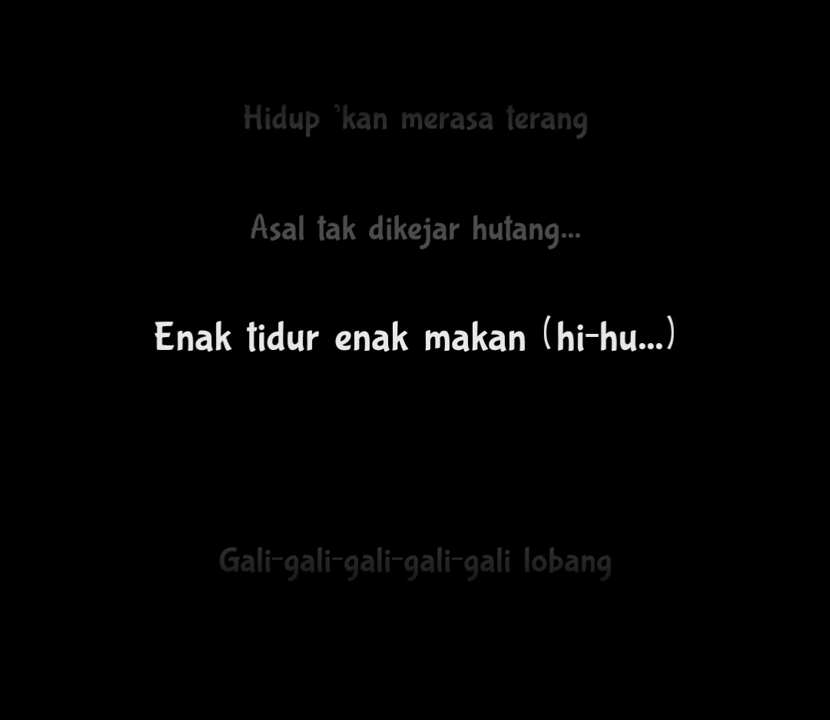 Hidup 'kan merasa terang
Asal tak dikejar hutang...
Enak tidur enak makan (hi-hu...)
Gali-gali-gali-gali-gali lobang